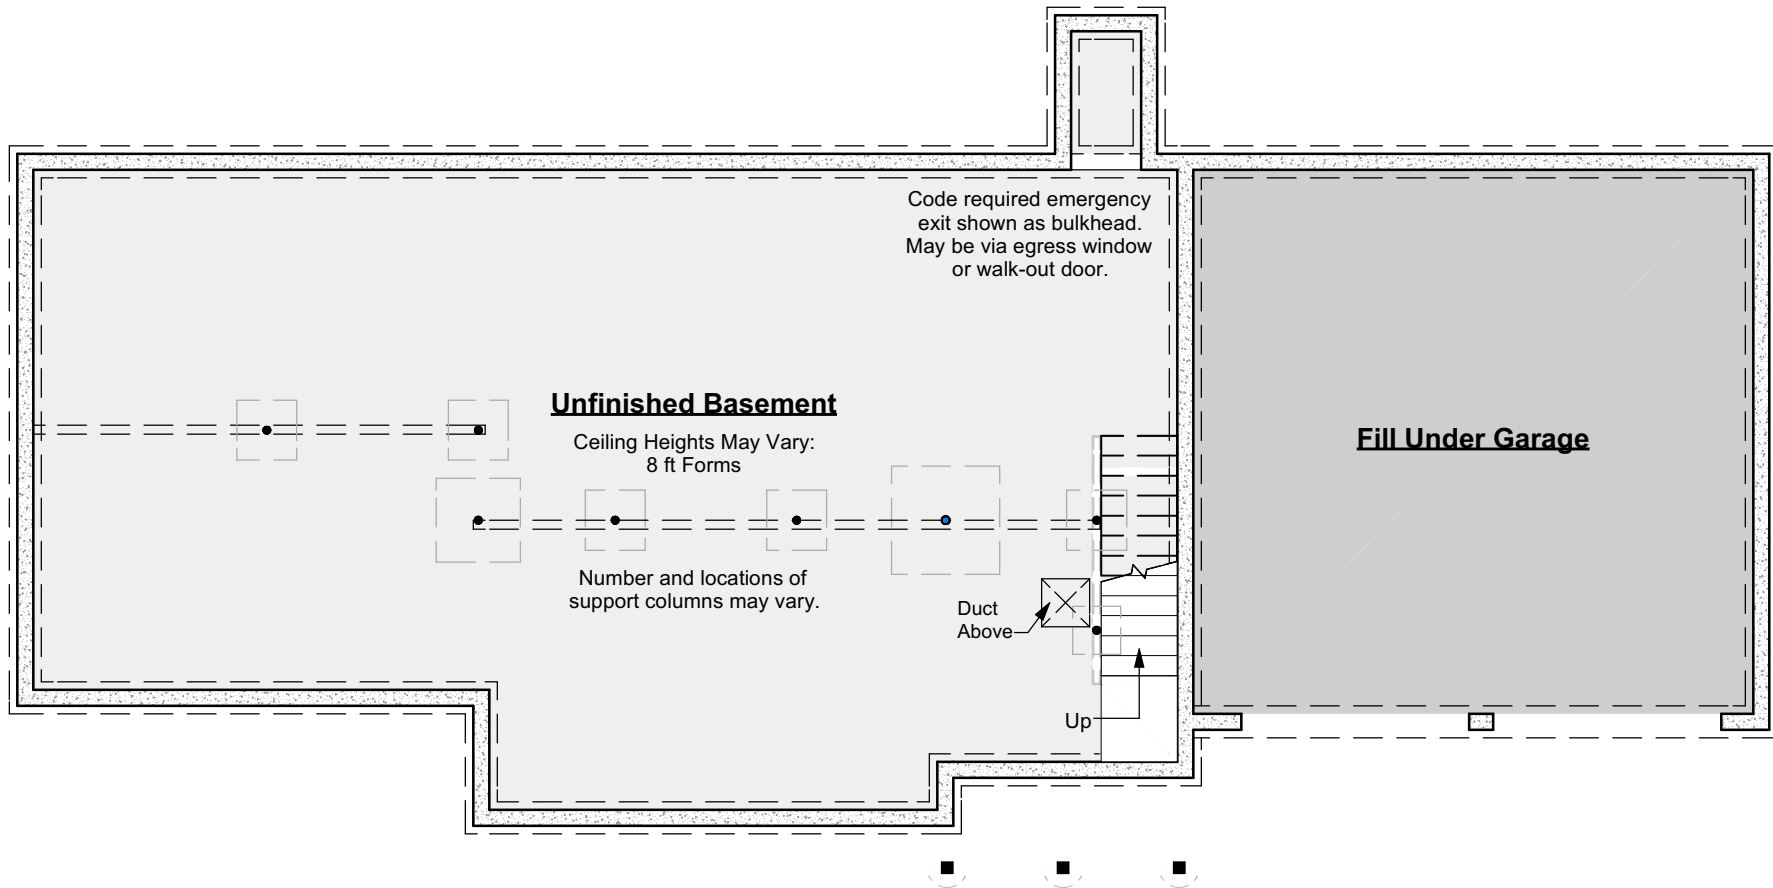 Code required emergency
exit shown as bulkhead.
May be via egress window
or walk-out door.
Unfinished Basement
Ceiling Heights May Vary:
8 ft Forms
Fill Under Garage
Number and locations of
support columns may vary.
Duct
Above
Up